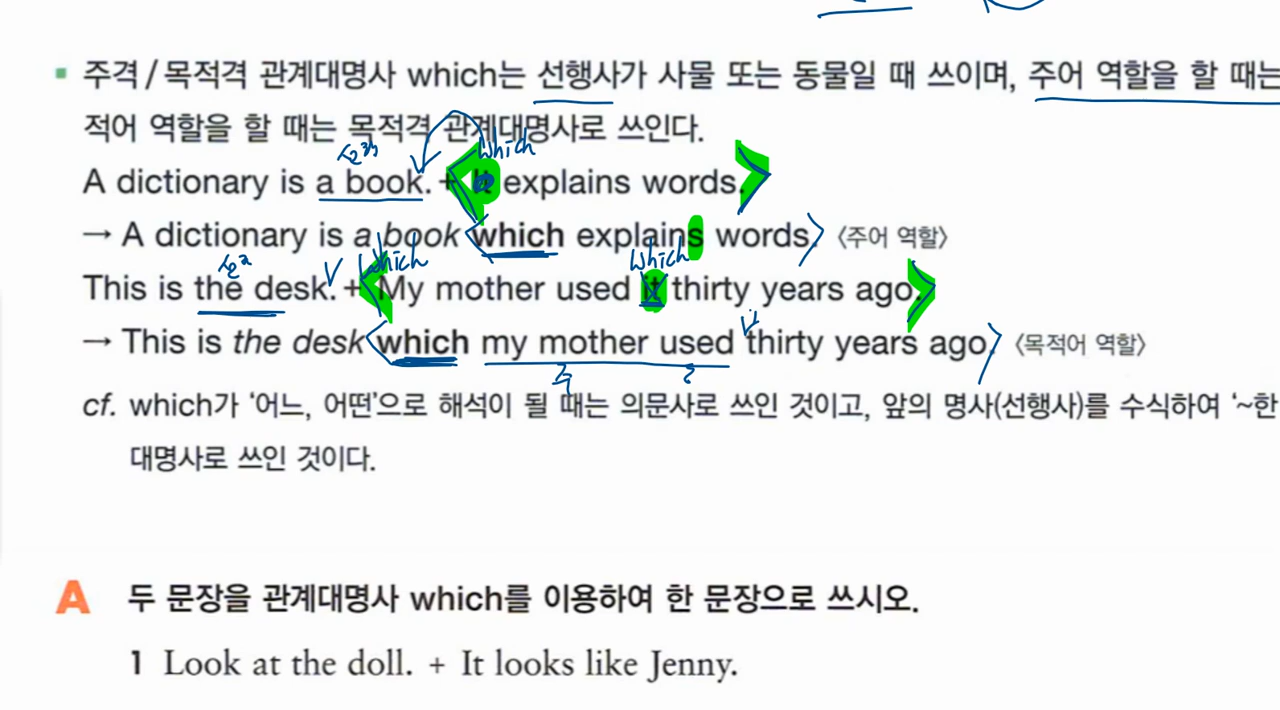 ▪ 주격/목적격 관계대명사 which는 선행사가 사물 또는 동물일 때 쓰이며, 주어 역할을 할 때는
적어 역할을 할 때는 목적격 관계대명사로 쓰인다.
which
A dictionary is a book. + It explains words.
→ A dictionary is a book which explains words. 〈주어 역할〉
which which
This is the desk. + My mother used it thirty years ago.
→ This is the desk which my mother used thirty years ago. 〈목적어 역할〉
cf. which가 '어느, 어떤'으로 해석이 될 때는 의문사로 쓰인 것이고, 앞의 명사(선행사)를 수식하여 '~한
대명사로 쓰인 것이다.
A 두 문장을 관계대명사 which를 이용하여 한 문장으로 쓰시오.
1 Look at the doll. + It looks like Jenny.